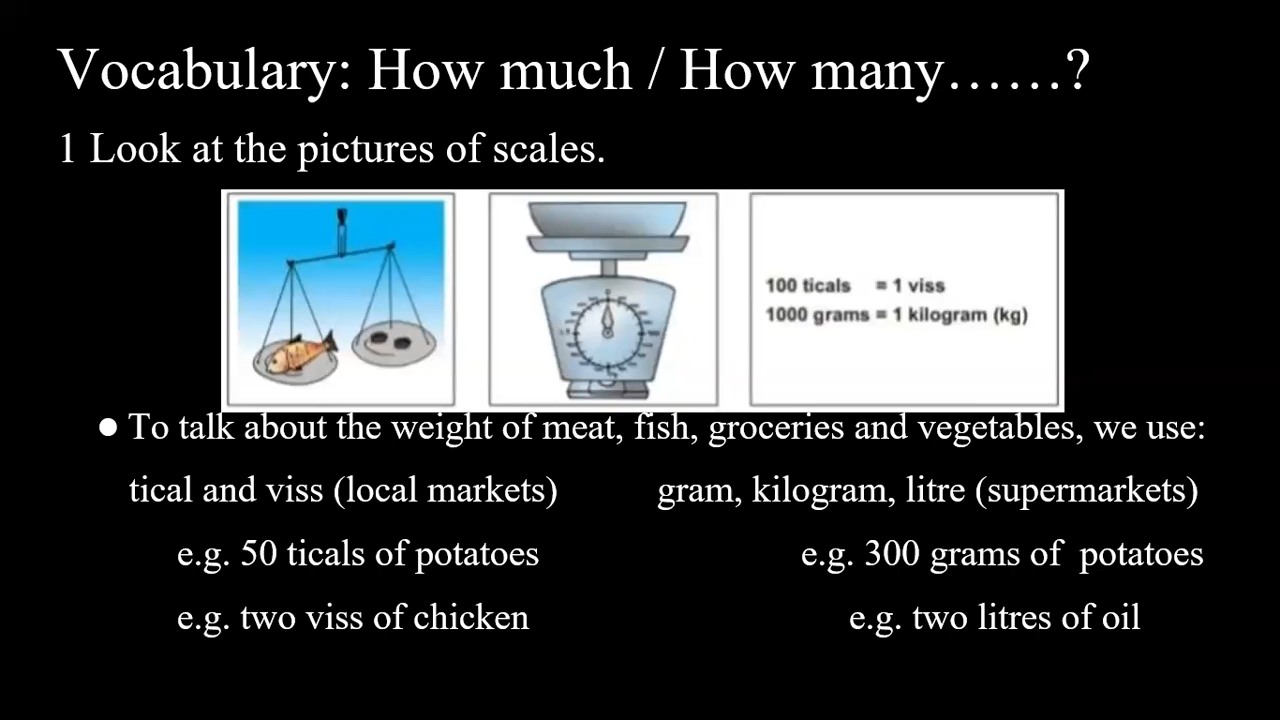 Vocabulary: How much / How many……?
1 Look at the pictures of scales.
100 ticals = 1 viss
1000 grams = 1 kilogram (kg)
● To talk about the weight of meat, fish, groceries and vegetables, we use:
tical and viss (local markets) gram, kilogram, litre (supermarkets)
e.g. 50 ticals of potatoes e.g. 300 grams of potatoes
e.g. two viss of chicken e.g. two litres of oil